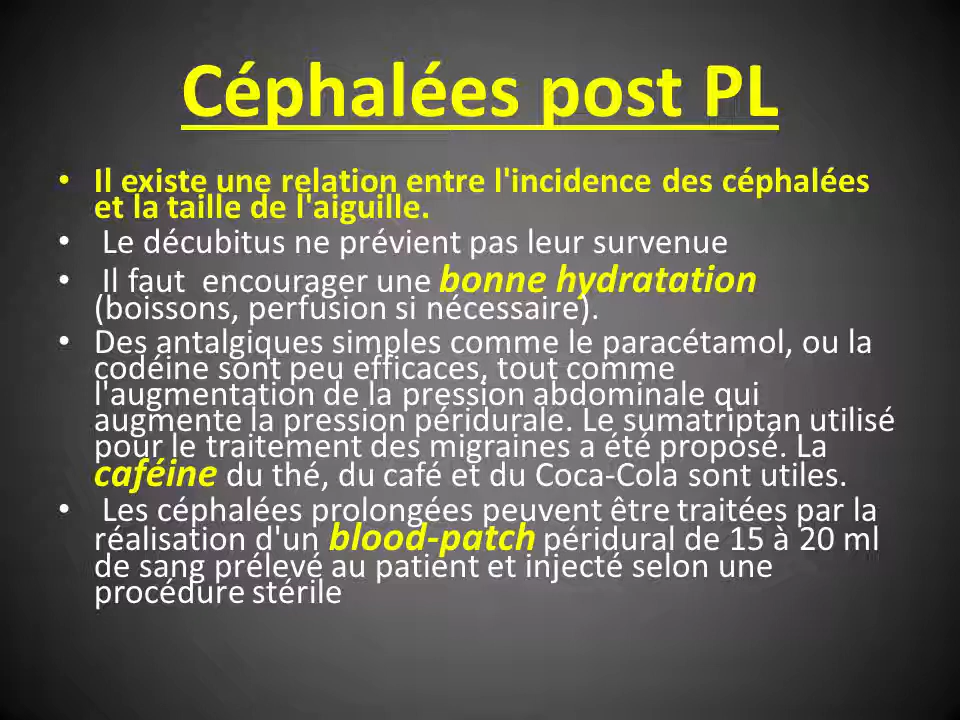 Céphalées post PL
• Il existe une relation entre l'incidence des céphalées
et la taille de l'aiguille.
• Le décubitus ne prévient pas leur survenue
• Il faut encourager une bonne hydratation
(boissons, perfusion si nécessaire).
• Des antalgiques simples comme le paracétamol, ou la
codéine sont peu efficaces, tout comme
l'augmentation de la pression abdominale qui
augmente la pression péridurale. Le sumatriptan utilisé
pour le traitement des migraines a été proposé. La
caféine du thé, du café et du Coca-Cola sont utiles.
• Les céphalées prolongées peuvent être traitées par la
réalisation d'un blood-patch péridural de 15 à 20 ml
de sang prélevé au patient et injecté selon une
procédure stérile